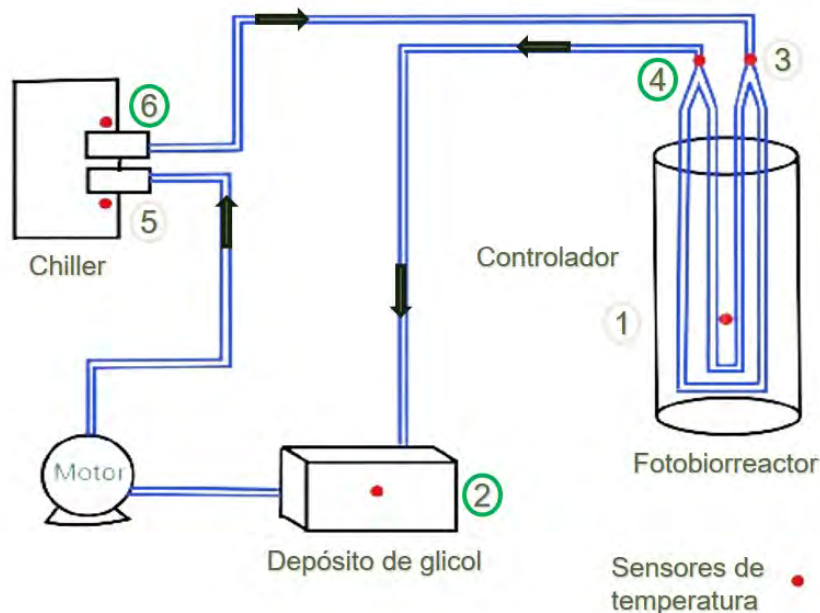 3
4
6
5
Chiller
Controlador
1
Motor
Fotobiorreactor
2
Depósito de glicol
Sensores de
temperatura